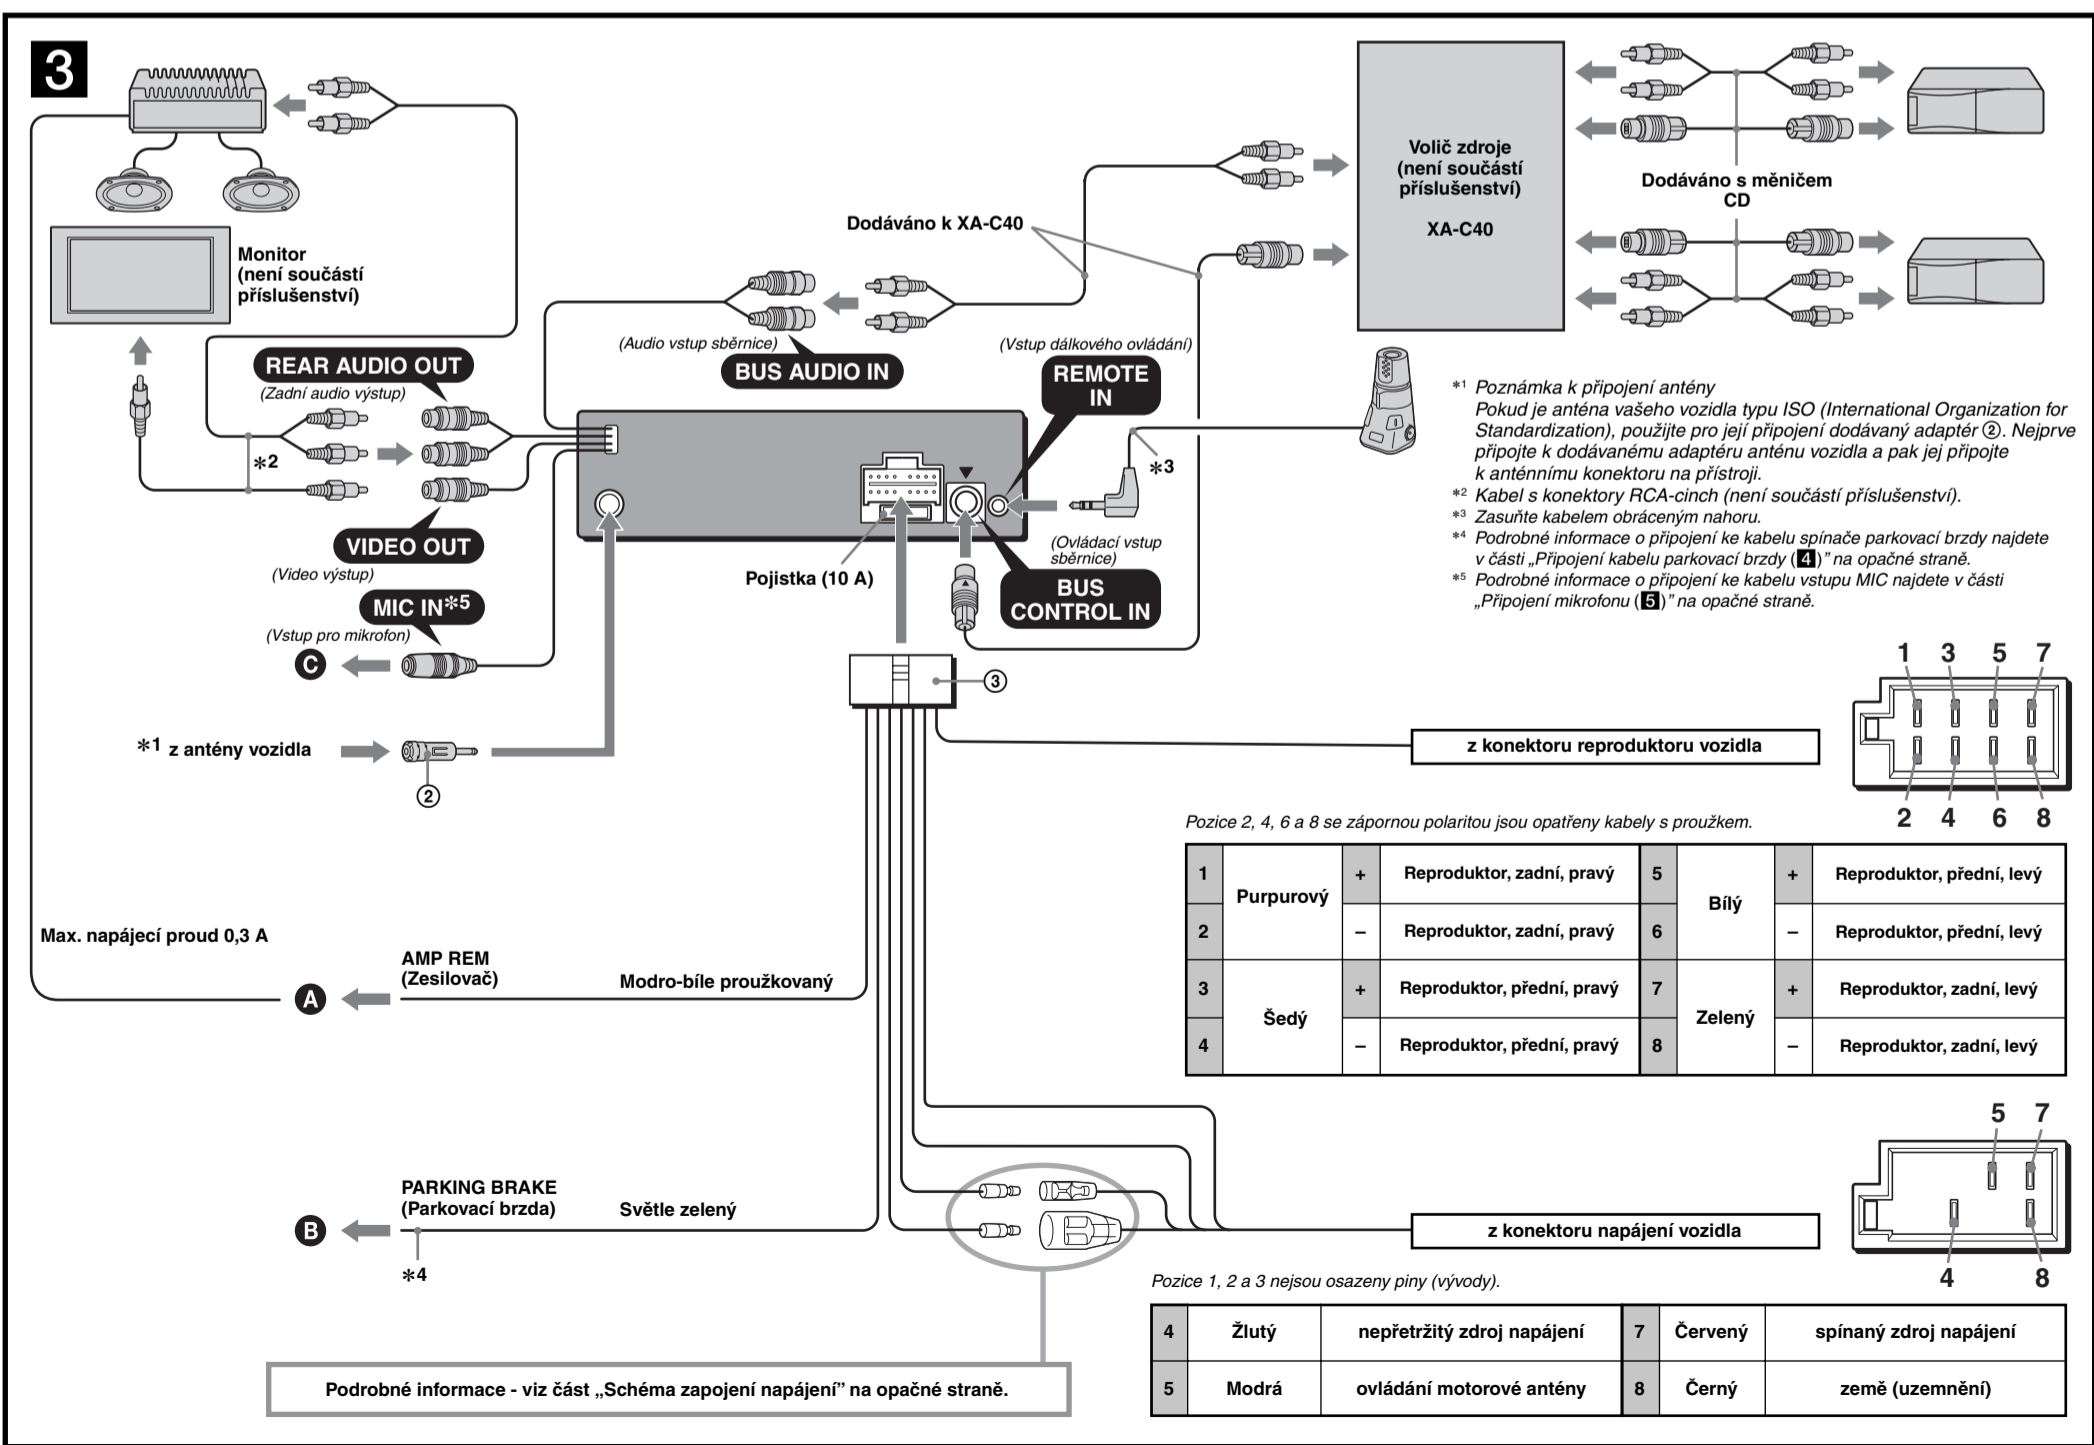 3
Monitor
(není součástí
příslušenství)
REAR AUDIO OUT
(Zadní audio výstup)
*2
VIDEO OUT
(Video výstup)
MIC IN*5
(Vstup pro mikrofon)
C
*1 z antény vozidla
2
Dodáváno k XA-C40
(Audio vstup sběrnice)
BUS AUDIO IN
(Vstup dálkového ovládání)
REMOTE
IN
*3
Pojistka (10 A)
(Ovládací vstup
sběrnice)
BUS
CONTROL IN
3
Volič zdroje
(není součástí
příslušenství)
XA-C40
Dodáváno s měničem
CD
*1 Poznámka k připojení antény
Pokud je anténa vašeho vozidla typu ISO (International Organization for
Standardization), použijte pro její připojení dodávaný adaptér ②. Nejprve
připojte k dodávanému adaptéru anténu vozidla a pak jej připojte
k anténnímu konektoru na přístroji.
*2 Kabel s konektory RCA-cinch (není součástí příslušenství).
*3 Zasuňte kabelem obráceným nahoru.
*4 Podrobné informace o připojení ke kabelu spínače parkovací brzdy najdete
v části „Připojení kabelu parkovací brzdy (4)” na opačné straně.
*5 Podrobné informace o připojení ke kabelu vstupu MIC najdete v části
„Připojení mikrofonu (5)” na opačné straně.
1 3 5 7
z konektoru reproduktoru vozidla
2 4 6 8
Pozice 2, 4, 6 a 8 se zápornou polaritou jsou opatřeny kabely s proužkem.
1 Purpurový + Reproduktor, zadní, pravý 5 Bílý + Reproduktor, přední, levý
2 – Reproduktor, zadní, pravý 6 – Reproduktor, přední, levý
3 Šedý + Reproduktor, přední, pravý 7 Zelený + Reproduktor, zadní, levý
4 – Reproduktor, přední, pravý 8 – Reproduktor, zadní, levý
Max. napájecí proud 0,3 A
AMP REM
(Zesilovač)
Modro-bíle proužkovaný
A
PARKING BRAKE
(Parkovací brzda)
Světle zelený
B
*4
5 7
z konektoru napájení vozidla
4 8
Pozice 1, 2 a 3 nejsou osazeny piny (vývody).
4 Žlutý nepřetržitý zdroj napájení 7 Červený spínaný zdroj napájení
5 Modrá ovládání motorové antény 8 Černý země (uzemnění)
Podrobné informace - viz část „Schéma zapojení napájení” na opačné straně.